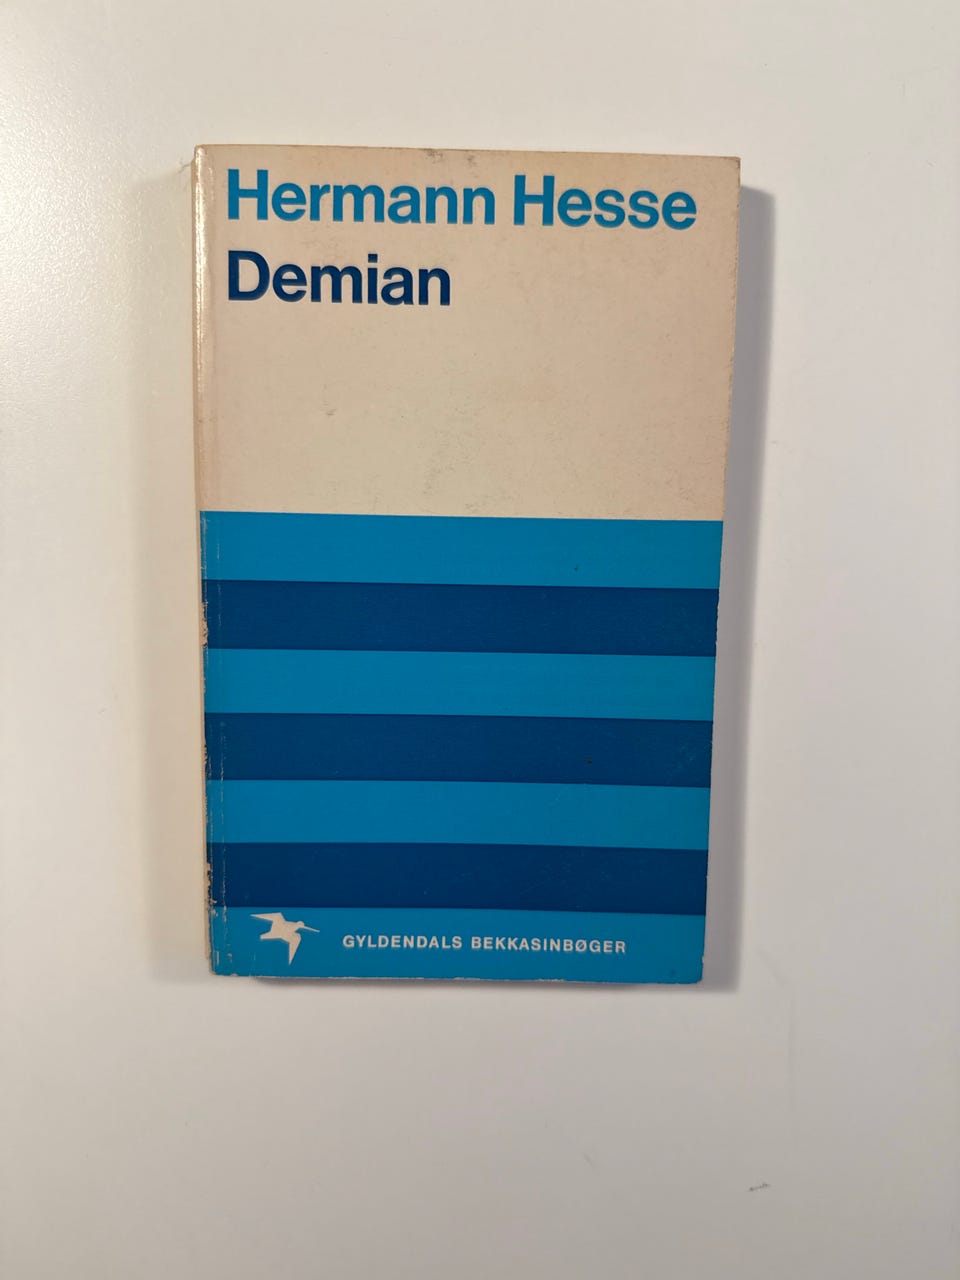 Hermann Hesse
Demian
GYLDENDALS BEKKASINBØGER